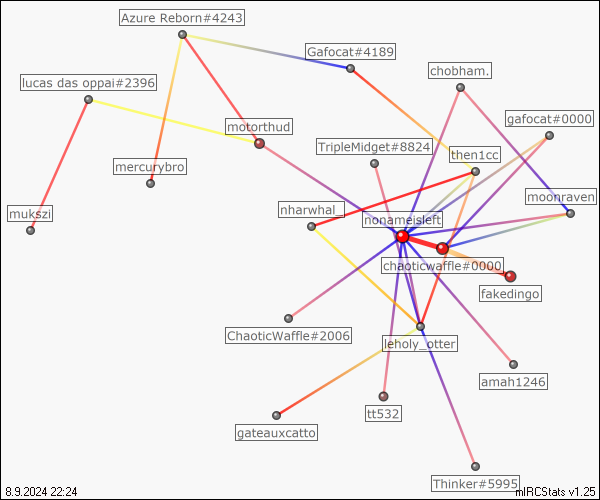 Azure Reborn#4243
Gafocat#4189
chobham.
lucas das oppai#2396
gafocat#0000
motorthud
TripleMidget#8824
then1cc
mercurybro
moonraven
mukszi
nharwhal_
nonameisleft
chaoticwaffle#0000
fakedingo
ChaoticWaffle#2006
leholy_otter
amah1246
tt532
gateauxcatto
Thinker#5995
8.9.2024 22:24
mIRCStats v1.25